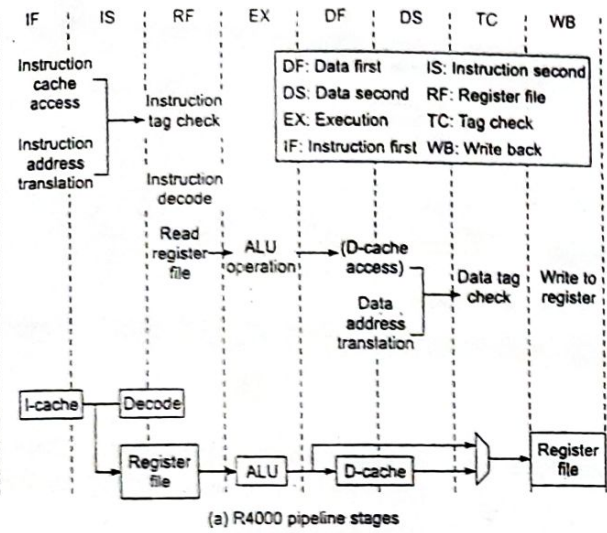 IF IS RF EX DF DS TC WB
Instruction
cache
access
Instruction
address
translation
Instruction
tag check
Instruction
decode
Read
register
file
ALU
operation
(D-cache
access)
Data
address
translation
Data tag
check
Write to
register
DF: Data first IS: Instruction second
DS: Data second RF: Register file
EX: Execution TC: Tag check
IF: Instruction first WB: Write back
I-cache
Decode
Register
file
ALU
D-cache
Register
file
(a) R4000 pipeline stages